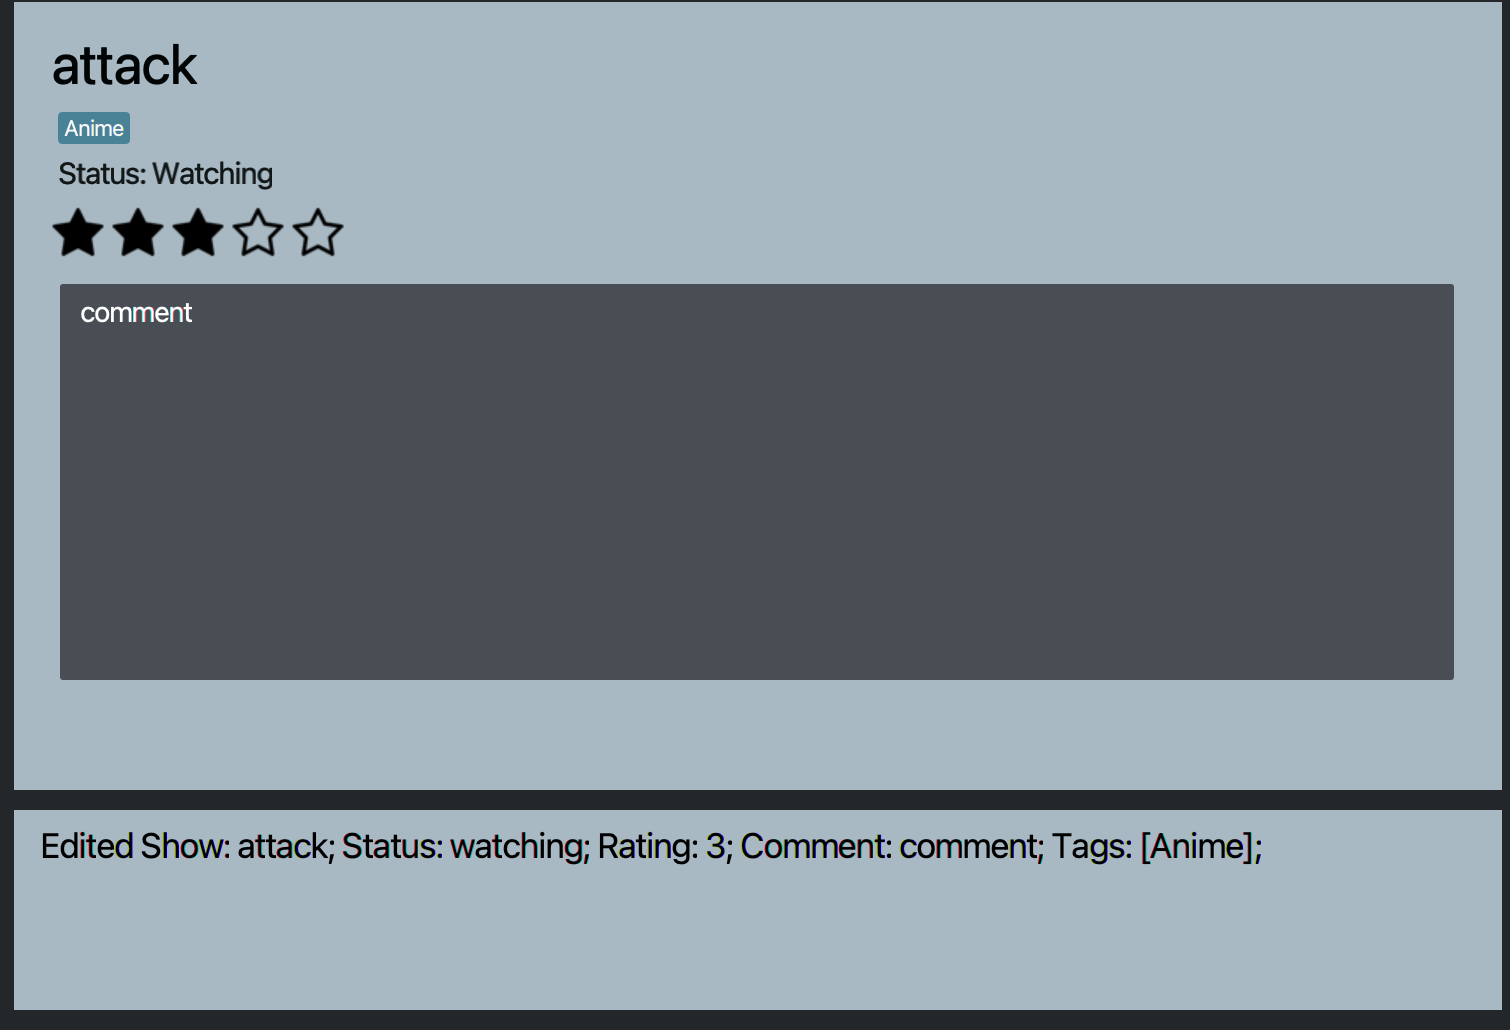 attack
Anime
Status: Watching
comment
Edited Show: attack; Status: watching; Rating: 3; Comment: comment; Tags: [Anime];